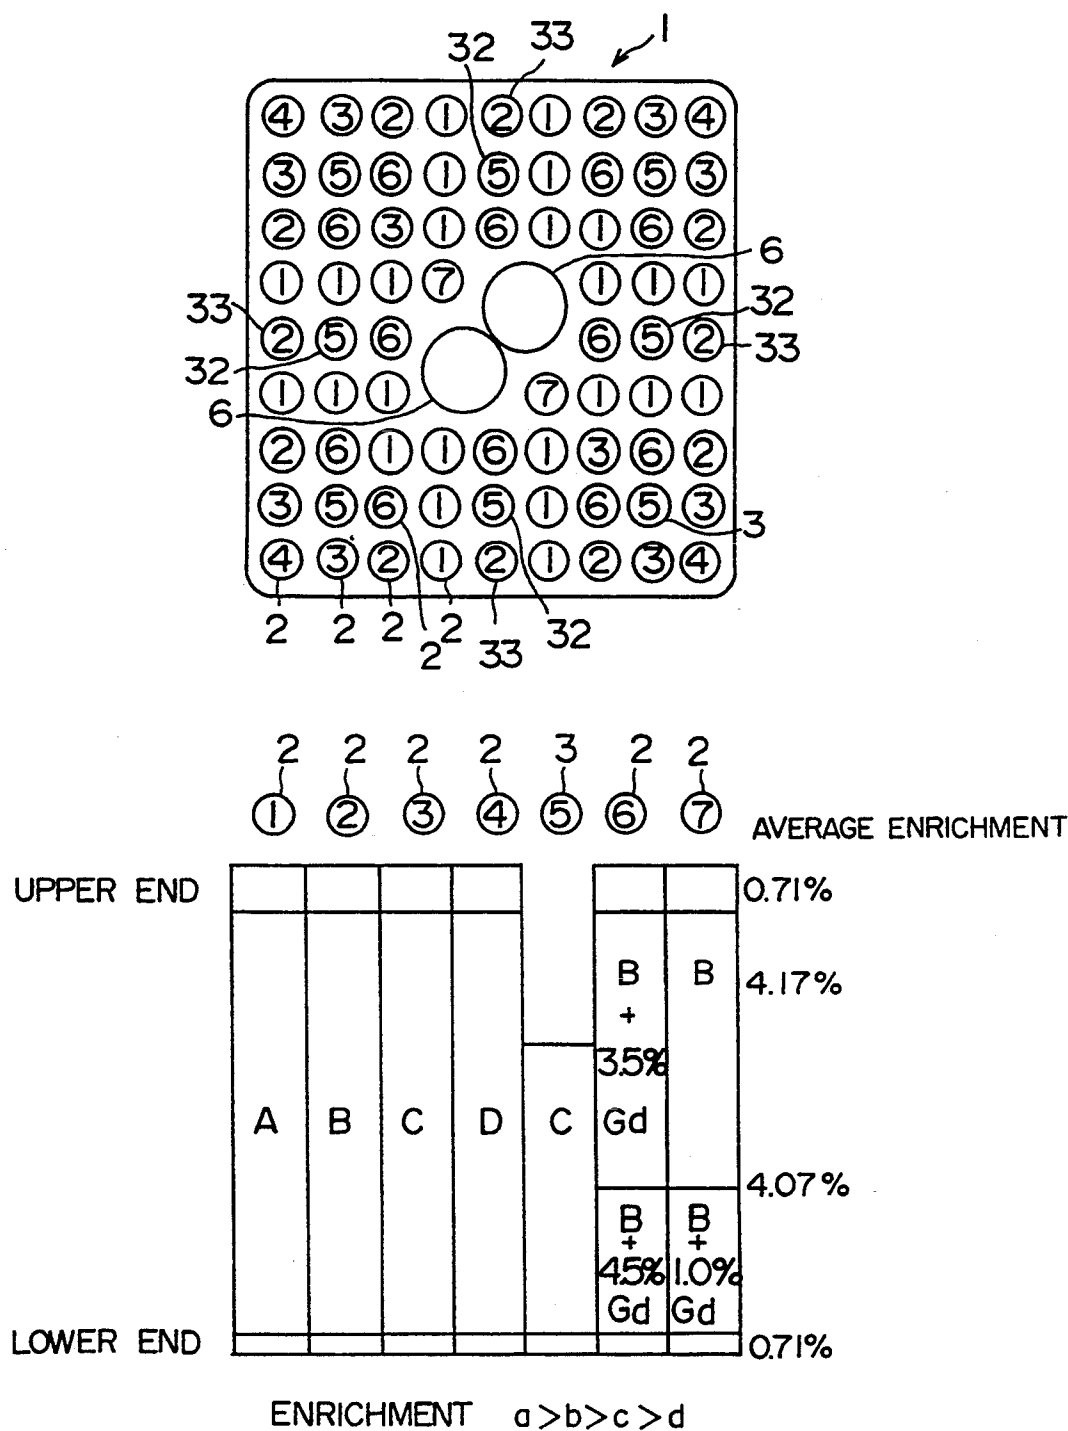 1
32 33
4 3 2 1 2 1 2 3 4
3 5 6 1 5 1 6 5 3
2 6 3 1 6 1 1 6 2
6
1 1 1 7 1 1 1
33 32
2 5 6 6 5 2
32 33
1 1 1 7 1 1 1
6
2 6 1 1 6 1 3 6 2
3 5 6 1 5 1 6 5 3
3
4 3 2 1 2 1 2 3 4
2 2 2 2 2 33 32
2 2 2 2 3 2 2
1 2 3 4 5 6 7
AVERAGE ENRICHMENT
UPPER END 0.71%
B B 4.17%
+
3.5%
A B C D C Gd
4.07%
B B
+ +
4.5% 1.0%
Gd Gd
LOWER END 0.71%
ENRICHMENT a>b>c>d